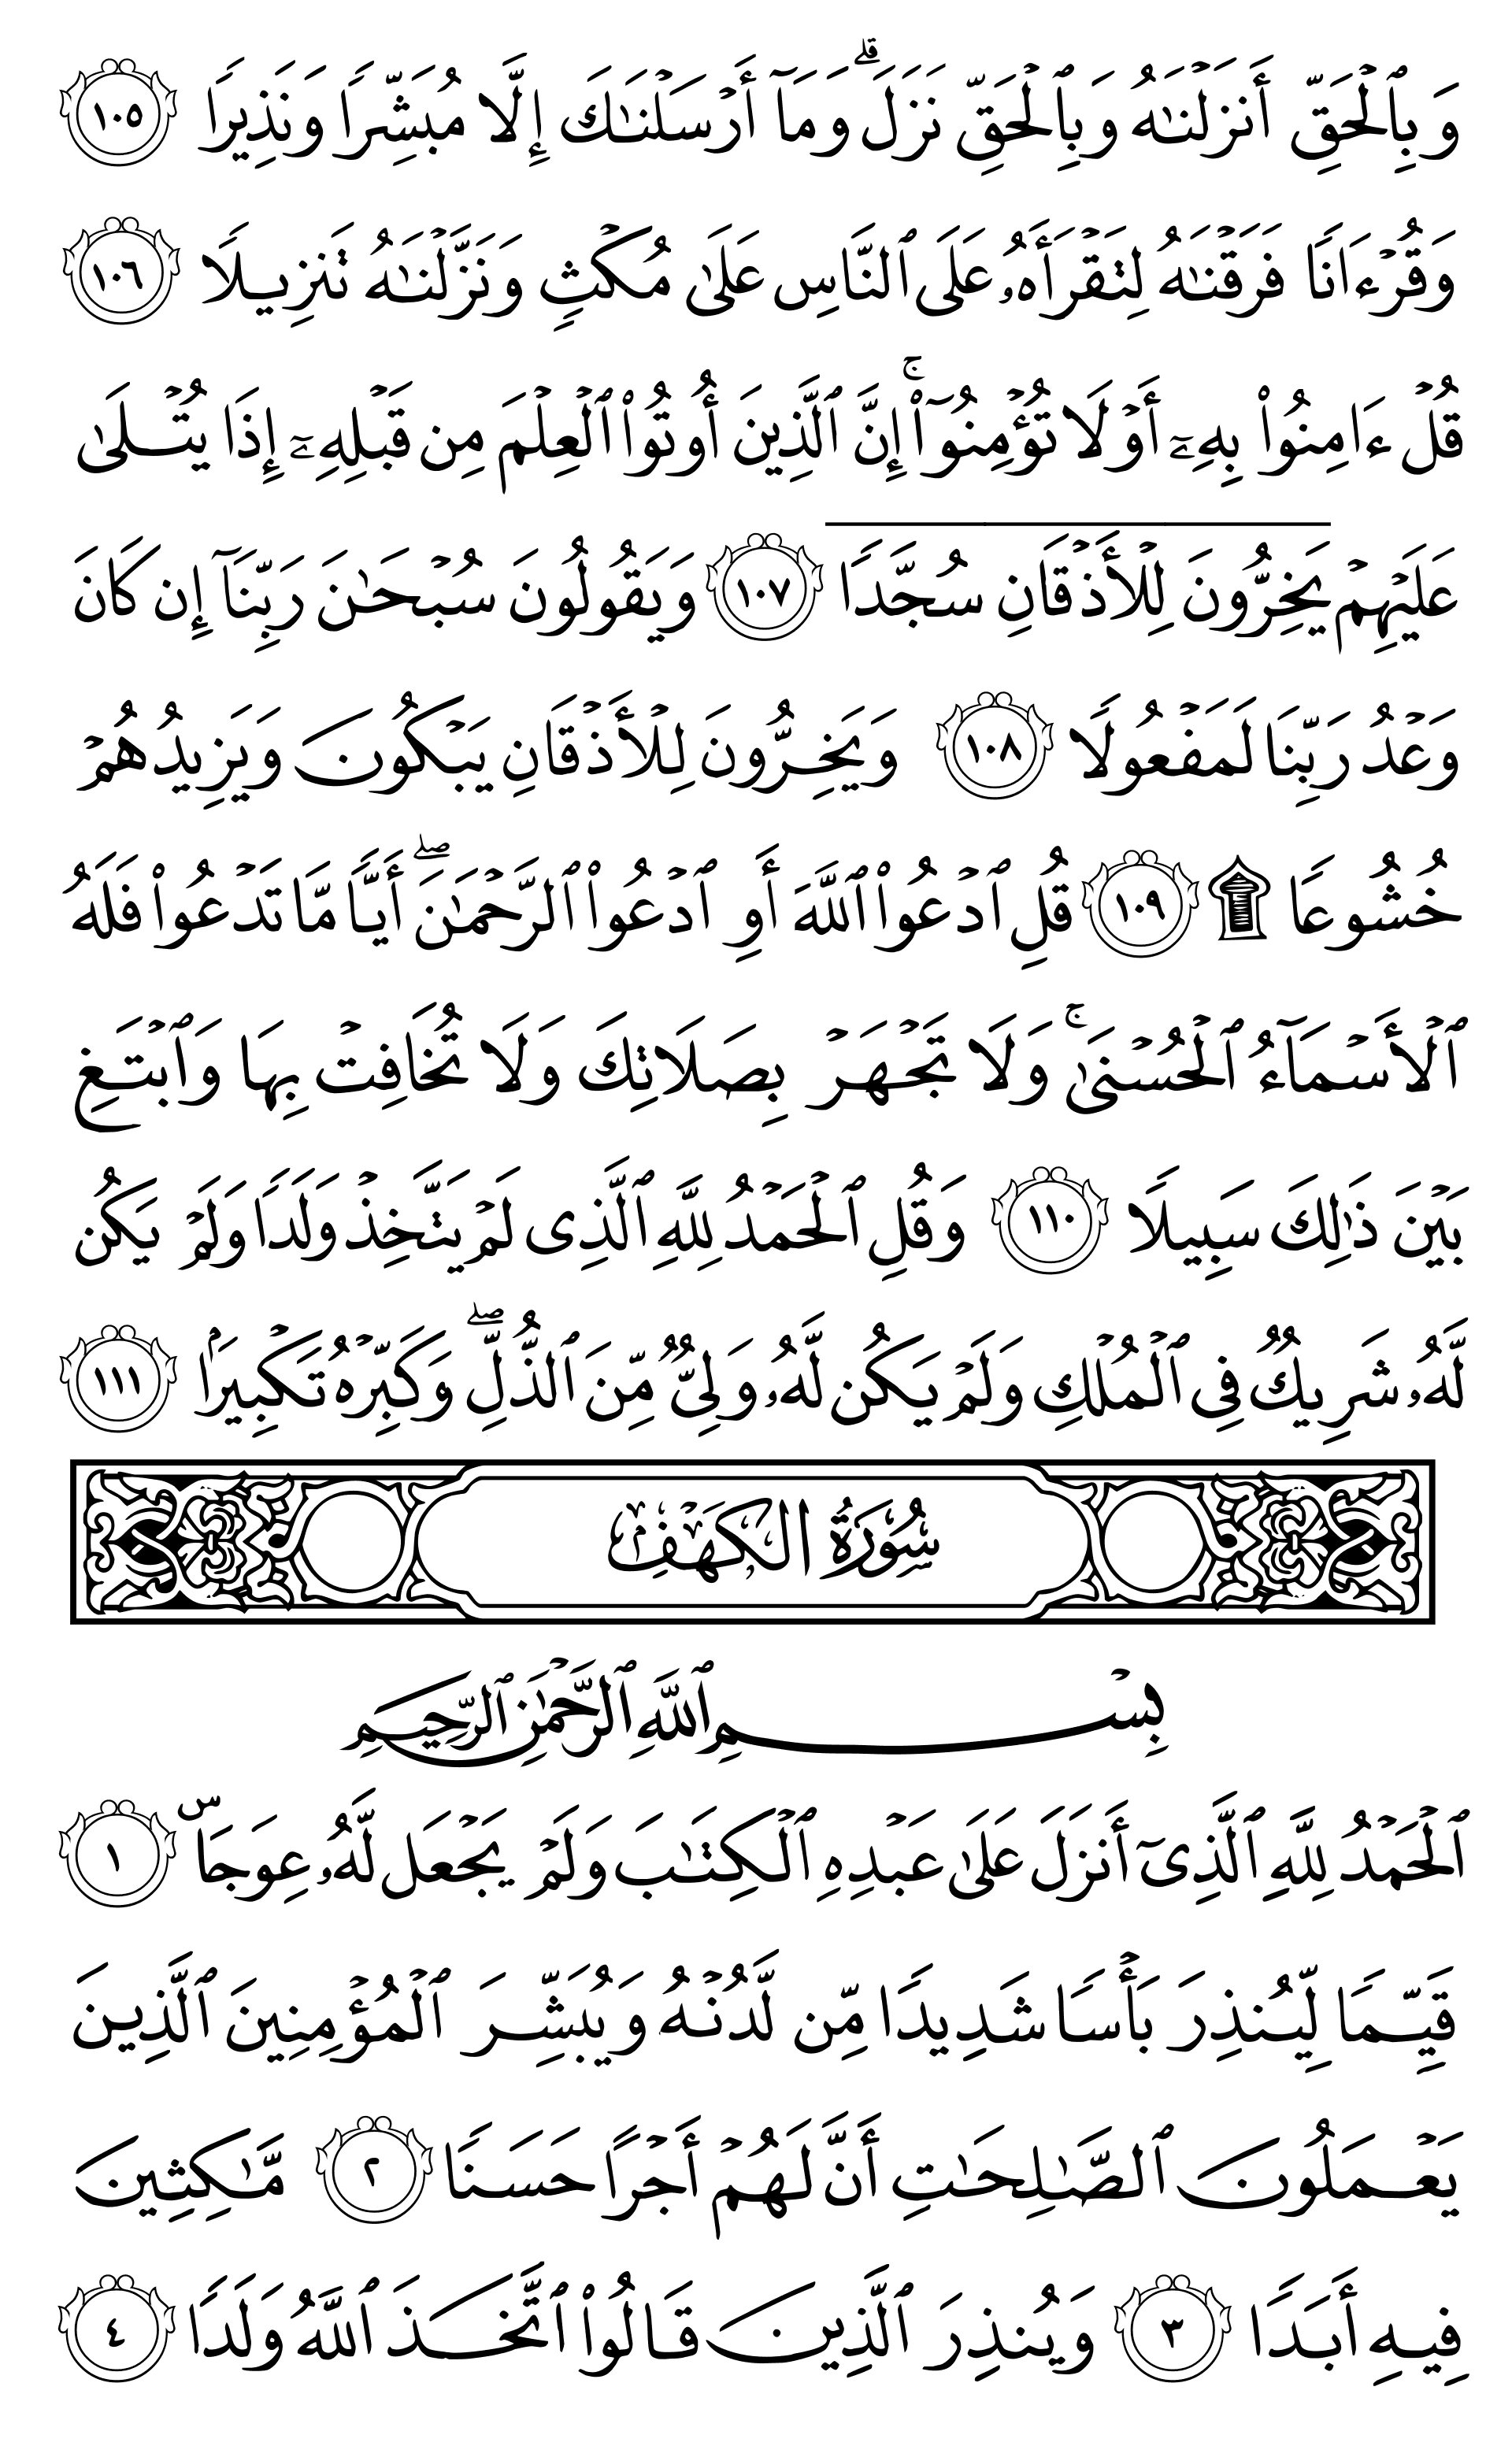 وَبِٱلۡحَقِّ أَنزَلۡنَٰهُ وَبِٱلۡحَقِّ نَزَلَۗ وَمَآ أَرۡسَلۡنَٰكَ إِلَّا مُبَشِّرٗا وَنَذِيرٗا ١٠٥
وَقُرۡءَانٗا فَرَقۡنَٰهُ لِتَقۡرَأَهُۥ عَلَى ٱلنَّاسِ عَلَىٰ مُكۡثٖ وَنَزَّلۡنَٰهُ تَنزِيلٗا ١٠٦
قُلۡ ءَامِنُواْ بِهِۦٓ أَوۡ لَا تُؤۡمِنُوٓاْۚ إِنَّ ٱلَّذِينَ أُوتُواْ ٱلۡعِلۡمَ مِن قَبۡلِهِۦٓ إِذَا يُتۡلَىٰ
عَلَيۡهِمۡ يَخِرُّونَ لِلۡأَذۡقَانِ سُجَّدٗا ١٠٧ وَيَقُولُونَ سُبۡحَٰنَ رَبِّنَآ إِن كَانَ
وَعۡدُ رَبِّنَا لَمَفۡعُولٗا ١٠٨ وَيَخِرُّونَ لِلۡأَذۡقَانِ يَبۡكُونَ وَيَزِيدُهُمۡ
خُشُوعٗا ۩ ١٠٩ قُلِ ٱدۡعُواْ ٱللَّهَ أَوِ ٱدۡعُواْ ٱلرَّحۡمَٰنَۖ أَيّٗا مَّا تَدۡعُواْ فَلَهُ
ٱلۡأَسۡمَآءُ ٱلۡحُسۡنَىٰۚ وَلَا تَجۡهَرۡ بِصَلَاتِكَ وَلَا تُخَافِتۡ بِهَا وَٱبۡتَغِ
بَيۡنَ ذَٰلِكَ سَبِيلٗا ١١٠ وَقُلِ ٱلۡحَمۡدُ لِلَّهِ ٱلَّذِي لَمۡ يَتَّخِذۡ وَلَدٗا وَلَمۡ يَكُن
لَّهُۥ شَرِيكٞ فِي ٱلۡمُلۡكِ وَلَمۡ يَكُن لَّهُۥ وَلِيّٞ مِّنَ ٱلذُّلِّۖ وَكَبِّرۡهُ تَكۡبِيرَۢا ١١١
سُورَةُ الكَهۡفِ
بِسۡمِ ٱللَّهِ ٱلرَّحۡمَٰنِ ٱلرَّحِيمِ
ٱلۡحَمۡدُ لِلَّهِ ٱلَّذِيٓ أَنزَلَ عَلَىٰ عَبۡدِهِ ٱلۡكِتَٰبَ وَلَمۡ يَجۡعَل لَّهُۥ عِوَجَاۜ ١
قَيِّمٗا لِّيُنذِرَ بَأۡسٗا شَدِيدٗا مِّن لَّدُنۡهُ وَيُبَشِّرَ ٱلۡمُؤۡمِنِينَ ٱلَّذِينَ
يَعۡمَلُونَ ٱلصَّٰلِحَٰتِ أَنَّ لَهُمۡ أَجۡرًا حَسَنٗا ٢ مَّٰكِثِينَ
فِيهِ أَبَدٗا ٣ وَيُنذِرَ ٱلَّذِينَ قَالُواْ ٱتَّخَذَ ٱللَّهُ وَلَدٗا ٤